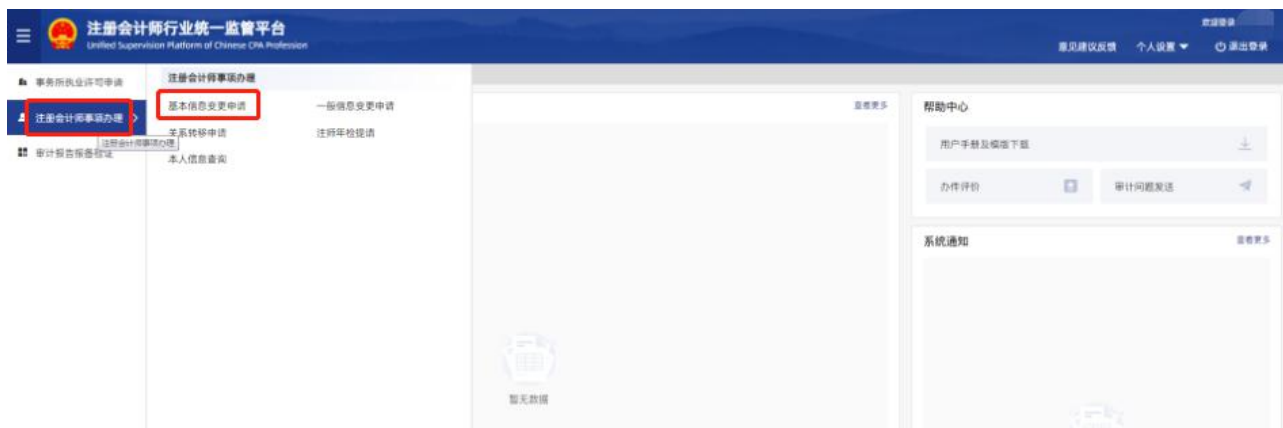 注册会计师行业统一监管平台
Unified Supervision Platform of Chinese CPA Profession
欢迎登录
意见建议反馈 个人设置 退出登录
事务所执业许可申请
注册会计师事项办理
注册会计师事项办理
审计报告报备验证
注册会计师事项办理
基本信息变更申请 一般信息变更申请
关系转移申请 注师年检提请
本人信息查询
查看更多
暂无数据
帮助中心
用户手册及模版下载
办件评价 审计问题发送
系统通知 查看更多